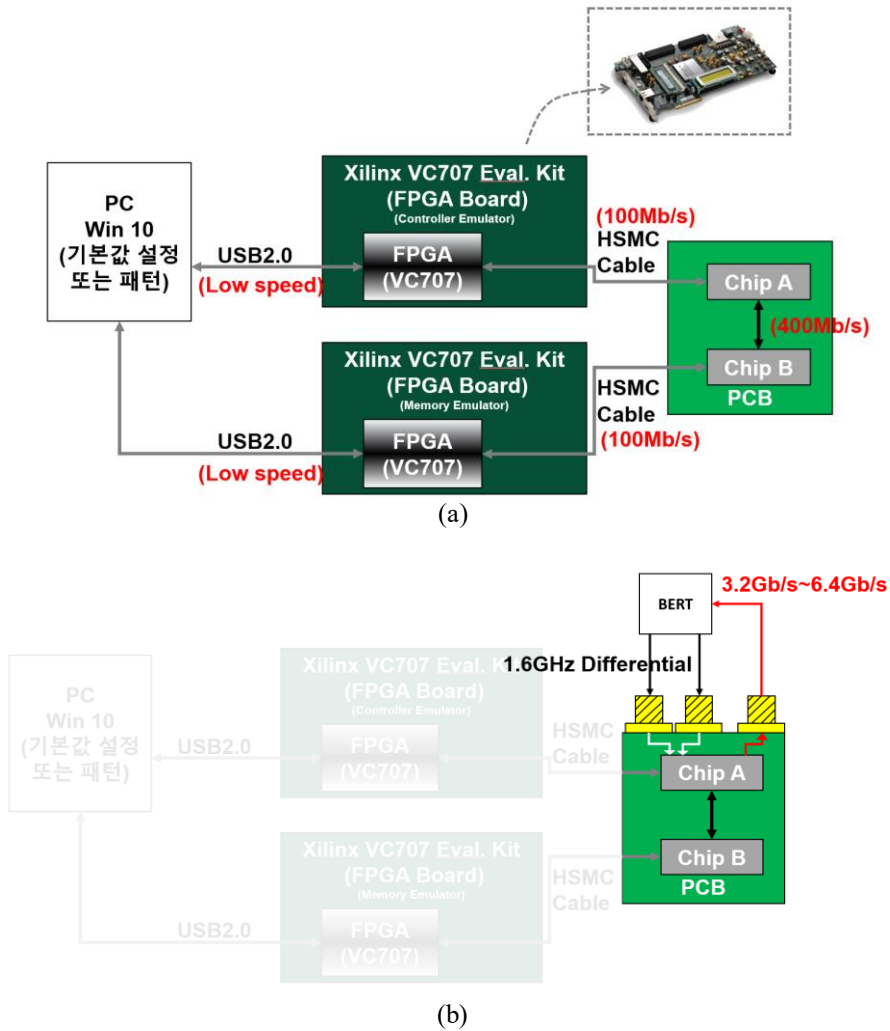 Xilinx VC707 Eval. Kit
(FPGA Board)
(Controller Emulator)
FPGA
(VC707)
PC
Win 10
(기본값 설정
또는 패턴)
USB2.0
(Low speed)
(100Mb/s)
HSMC
Cable
Chip A
(400Mb/s)
Chip B
PCB
Xilinx VC707 Eval. Kit
(FPGA Board)
(Memory Emulator)
FPGA
(VC707)
USB2.0
(Low speed)
HSMC
Cable
(100Mb/s)
(a)
BERT
3.2Gb/s~6.4Gb/s
1.6GHz Differential
Xilinx VC707 Eval. Kit
(FPGA Board)
(Controller Emulator)
FPGA
(VC707)
PC
Win 10
(기본값 설정
또는 패턴)
USB2.0
HSMC
Cable
Chip A
Chip B
PCB
Xilinx VC707 Eval. Kit
(FPGA Board)
(Memory Emulator)
FPGA
(VC707)
USB2.0
HSMC
Cable
(b)